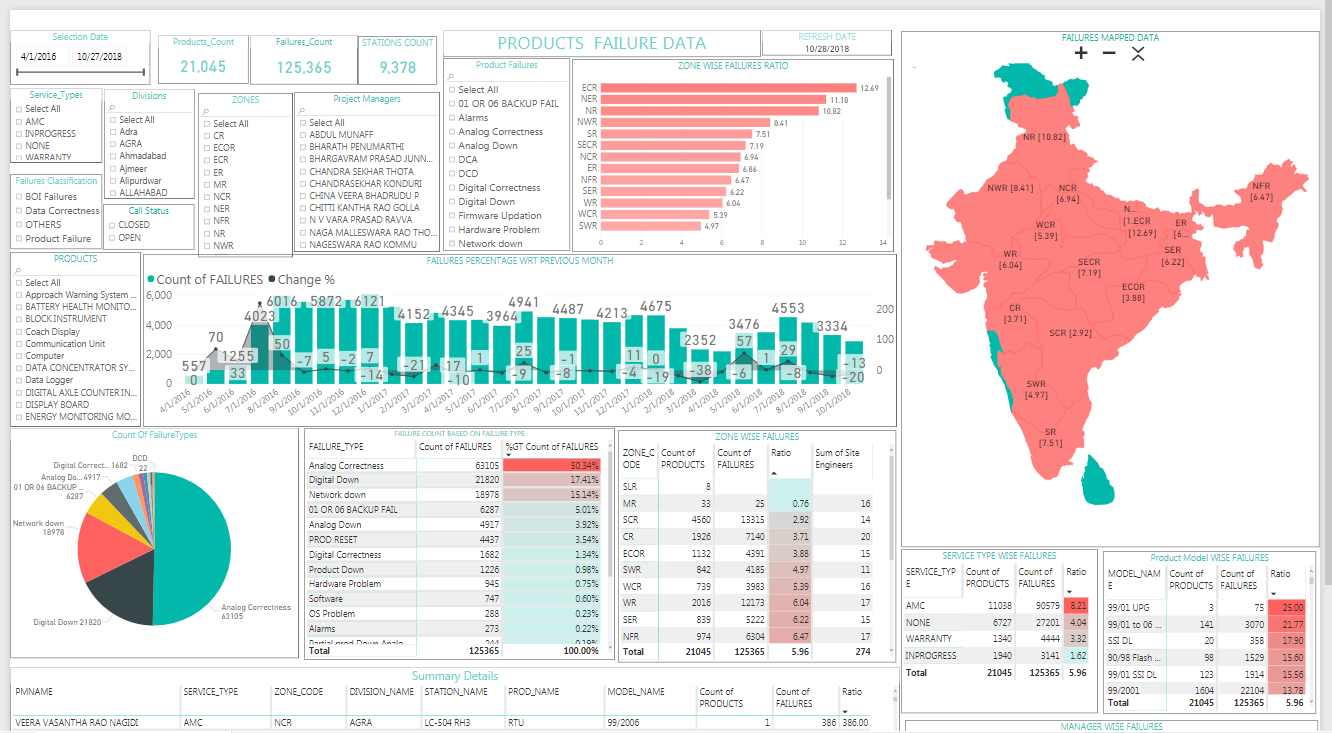 Selection Date
4/1/2016 10/27/2018
Products_Count
21,045
Failures_Count
125,365
STATIONS COUNT
9,378
PRODUCTS FAILURE DATA
REFRESH DATE
10/28/2018
Service_Types
Select All
AMC
INPROGRESS
NONE
WARRANTY
Divisions
Select All
Adra
AGRA
Ahmadabad
Ajmeer
Alipurdwar
ALLAHABAD
ZONES
Select All
CR
ECOR
ECR
ER
MR
NCR
NER
NFR
NR
NWR
Project Managers
Select All
ABDUL MUNAFF
BHARATH PENUMARTHI
BHARGAVRAM PRASAD JUNN...
CHANDRA SEKHAR THOTA
CHANDRASEKHAR KONDURI
CHINA VEERA BHADRUDU P
CHITTI KANTHA RAO GOLLA
N V VARA PRASAD RAVVA
NAGA MALLESWARA RAO THO...
NAGESWARA RAO KOMMU
Product Failures
Select All
01 OR 06 BACKUP FAIL
Alarms
Analog Correctness
Analog Down
DCA
DCD
Digital Correctness
Digital Down
Firmware Updation
Hardware Problem
Network down
Failures Classification
BOI Failures
Data Correctness
OTHERS
Product Failure
Call Status
CLOSED
OPEN
ZONE WISE FAILURES RATIO
ECR 12.69
NER 11.18
NR 10.82
NWR 8.41
SR 7.51
SECR 7.19
NCR 6.94
ER 6.86
NFR 6.47
SER 6.22
WR 6.04
WCR 5.39
SWR 4.97
0 2 4 6 8 10 12 14
FAILURES MAPPED DATA
NR [10.82]
NWR [8.41]
NCR
[6.94]
NFR
[6.47]
N...
[1.ECR
[12.69]
ER
[6...
WCR
[5.39]
WR
[6.04]
SECR
[7.19]
SER
[6.22]
ECOR
[3.88]
CR
[3.71]
SCR [2.92]
SWR
[4.97]
SR
[7.51]
PRODUCTS
Select All
Approach Warning System ...
BATTERY HEALTH MONITO...
BLOCK INSTRUMENT
Coach Display
Communication Unit
Computer
DATA CONCENTRATOR SY...
Data Logger
DIGITAL AXLE COUNTER IN...
DISPLAY BOARD
ENERGY MONITORING MO...
FAILURES PERCENTAGE WRT PREVIOUS MONTH
Count of FAILURES Change %
6,000
4,000
2,000
0
200
100
0
557 1255 4023 6016 5872 6121 4152 4345 3964 4941 4487 4213 4675 2352 3476 4553 3334
0 70 33 50 -7 5 -2 7 -14 -21 17 -10 1 -9 25 -8 -1 -4 11 0 -19 -38 -6 57 1 29 -8 -13 -20
4/1/2016 5/1/2016 6/1/2016 7/1/2016 8/1/2016 9/1/2016 10/1/2016 11/1/2016 12/1/2016 1/1/2017 2/1/2017 3/1/2017 4/1/2017 5/1/2017 6/1/2017 7/1/2017 8/1/2017 9/1/2017 10/1/2017 11/1/2017 12/1/2017 1/1/2018 2/1/2018 3/1/2018 4/1/2018 5/1/2018 6/1/2018 7/1/2018 8/1/2018 9/1/2018 10/1/2018
Count Of FailureTypes
DCD
22
Digital Correct... 1682
Analog Do... 4917
01 OR 06 BACKUP ...
6287
Network down
18978
Digital Down 21820
Analog Correctness
63105
FAILURE COUNT BASED ON FAILURE TYPE
FAILURE_TYPE Count of FAILURES %GT Count of FAILURES
Analog Correctness 63105 50.34%
Digital Down 21820 17.41%
Network down 18978 15.14%
01 OR 06 BACKUP FAIL 6287 5.01%
Analog Down 4917 3.92%
PROD RESET 4437 3.54%
Digital Correctness 1682 1.34%
Product Down 1226 0.98%
Hardware Problem 945 0.75%
Software 747 0.60%
OS Problem 288 0.23%
Alarms 273 0.22%
Partial prod Down Analo... 244 0.19%
Total 125365 100.00%
ZONE WISE FAILURES
ZONE_C
ODE Count of
PRODUCTS Count of
FAILURES Ratio Sum of Site
Engineers
SLR 8
MR 33 25 0.76 16
SCR 4560 13315 2.92 14
CR 1926 7140 3.71 20
ECOR 1132 4391 3.88 15
SWR 842 4185 4.97 11
WCR 739 3983 5.39 16
WR 2016 12173 6.04 17
SER 839 5222 6.22 15
NFR 974 6304 6.47 17
Total 21045 125365 5.96 274
SERVICE TYPE WISE FAILURES
SERVICE_TYP
E Count of
PRODUCTS Count of
FAILURES Ratio
AMC 11038 90579 8.21
NONE 6727 27201 4.04
WARRANTY 1340 4444 3.32
INPROGRESS 1940 3141 1.62
Total 21045 125365 5.96
Product Model WISE FAILURES
MODEL_NAM
E Count of
PRODUCTS Count of
FAILURES Ratio
99/01 UPG 3 75 25.00
99/01 to 06 ... 141 3070 21.77
SSI DL 20 358 17.90
90/98 Flash ... 98 1529 15.60
99/01 SSI DL 123 1914 15.56
99/2001 1604 22104 13.78
Total 21045 125365 5.96
Summary Details
PMNAME SERVICE_TYPE ZONE_CODE DIVISION_NAME STATION_NAME PROD_NAME MODEL_NAME Count of
PRODUCTS Count of
FAILURES Ratio
VEERA VASANTHA RAO NAGIDI AMC NCR AGRA LC-504 RH3 RTU 99/2006 1 386 386.00
MANAGER WISE FAILURES